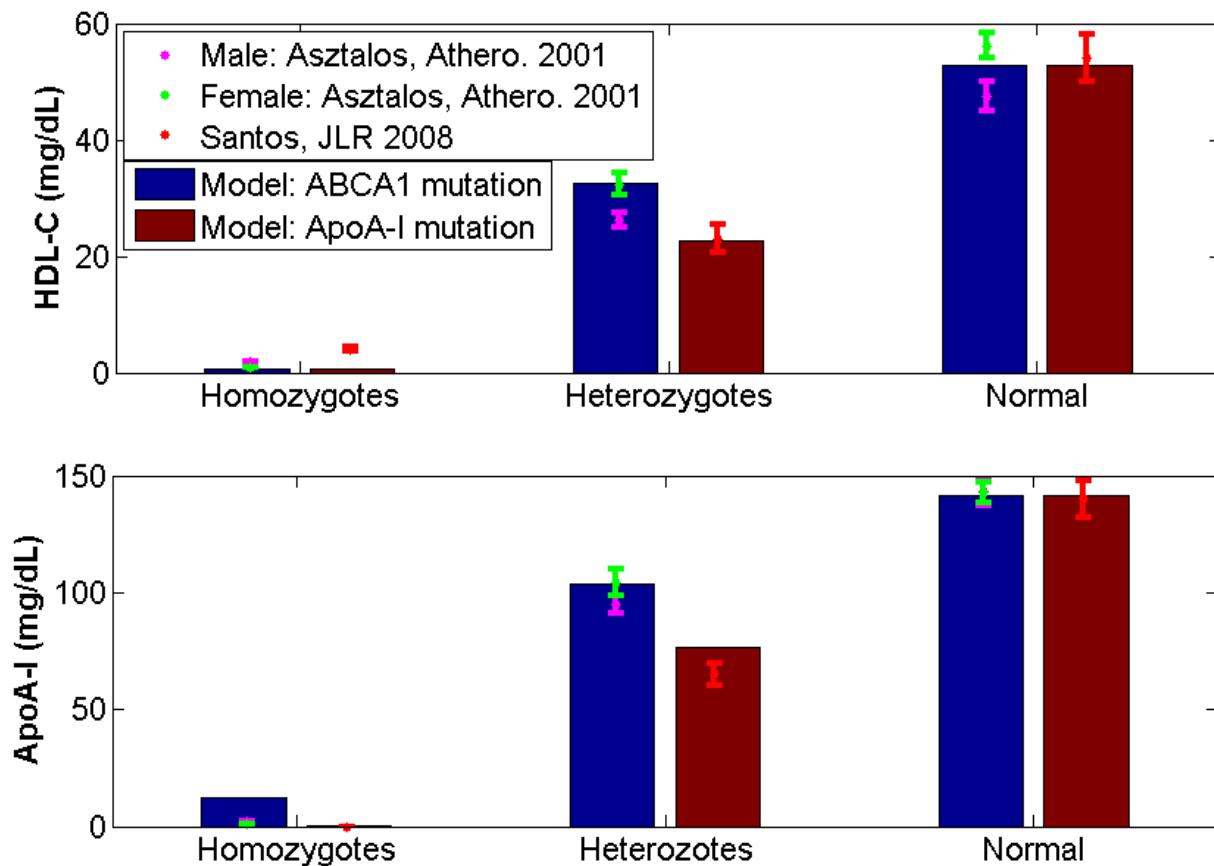 HDL-C (mg/dL)
60
40
20
0
Male: Asztalos, Athero. 2001
Female: Asztalos, Athero. 2001
Santos, JLR 2008
Model: ABCA1 mutation
Model: ApoA-I mutation
Homozygotes Heterozygotes Normal
ApoA-I (mg/dL)
150
100
50
0
Homozygotes Heterozotes Normal